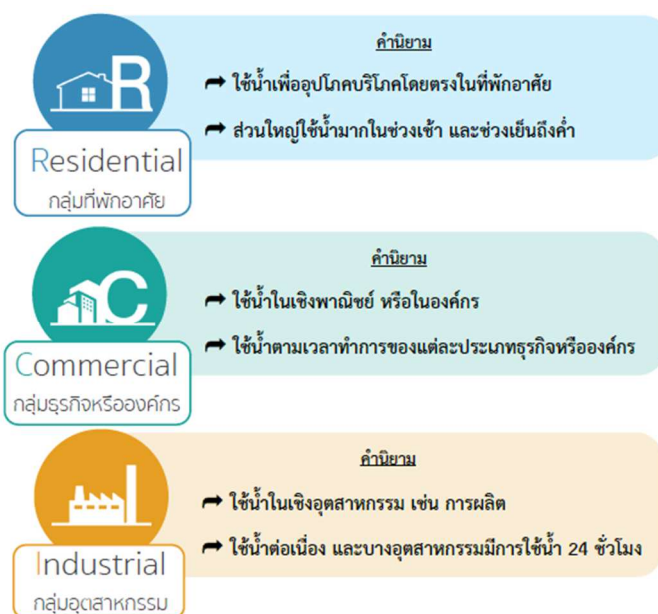 R
คำนิยาม
➦ ใช้น้ำเพื่ออุปโภคบริโภคโดยตรงในที่พักอาศัย
➦ ส่วนใหญ่ใช้น้ำมากในช่วงเช้า และช่วงเย็นถึงค่ำ
Residential
กลุ่มที่พักอาศัย
C
คำนิยาม
➦ ใช้น้ำในเชิงพาณิชย์ หรือในองค์กร
➦ ใช้น้ำตามเวลาทำการของแต่ละประเภทธุรกิจหรือองค์กร
Commercial
กลุ่มธุรกิจหรือองค์กร
คำนิยาม
➦ ใช้น้ำในเชิงอุตสาหกรรม เช่น การผลิต
➦ ใช้น้ำต่อเนื่อง และบางอุตสาหกรรมมีการใช้น้ำ 24 ชั่วโมง
Industrial
กลุ่มอุตสาหกรรม